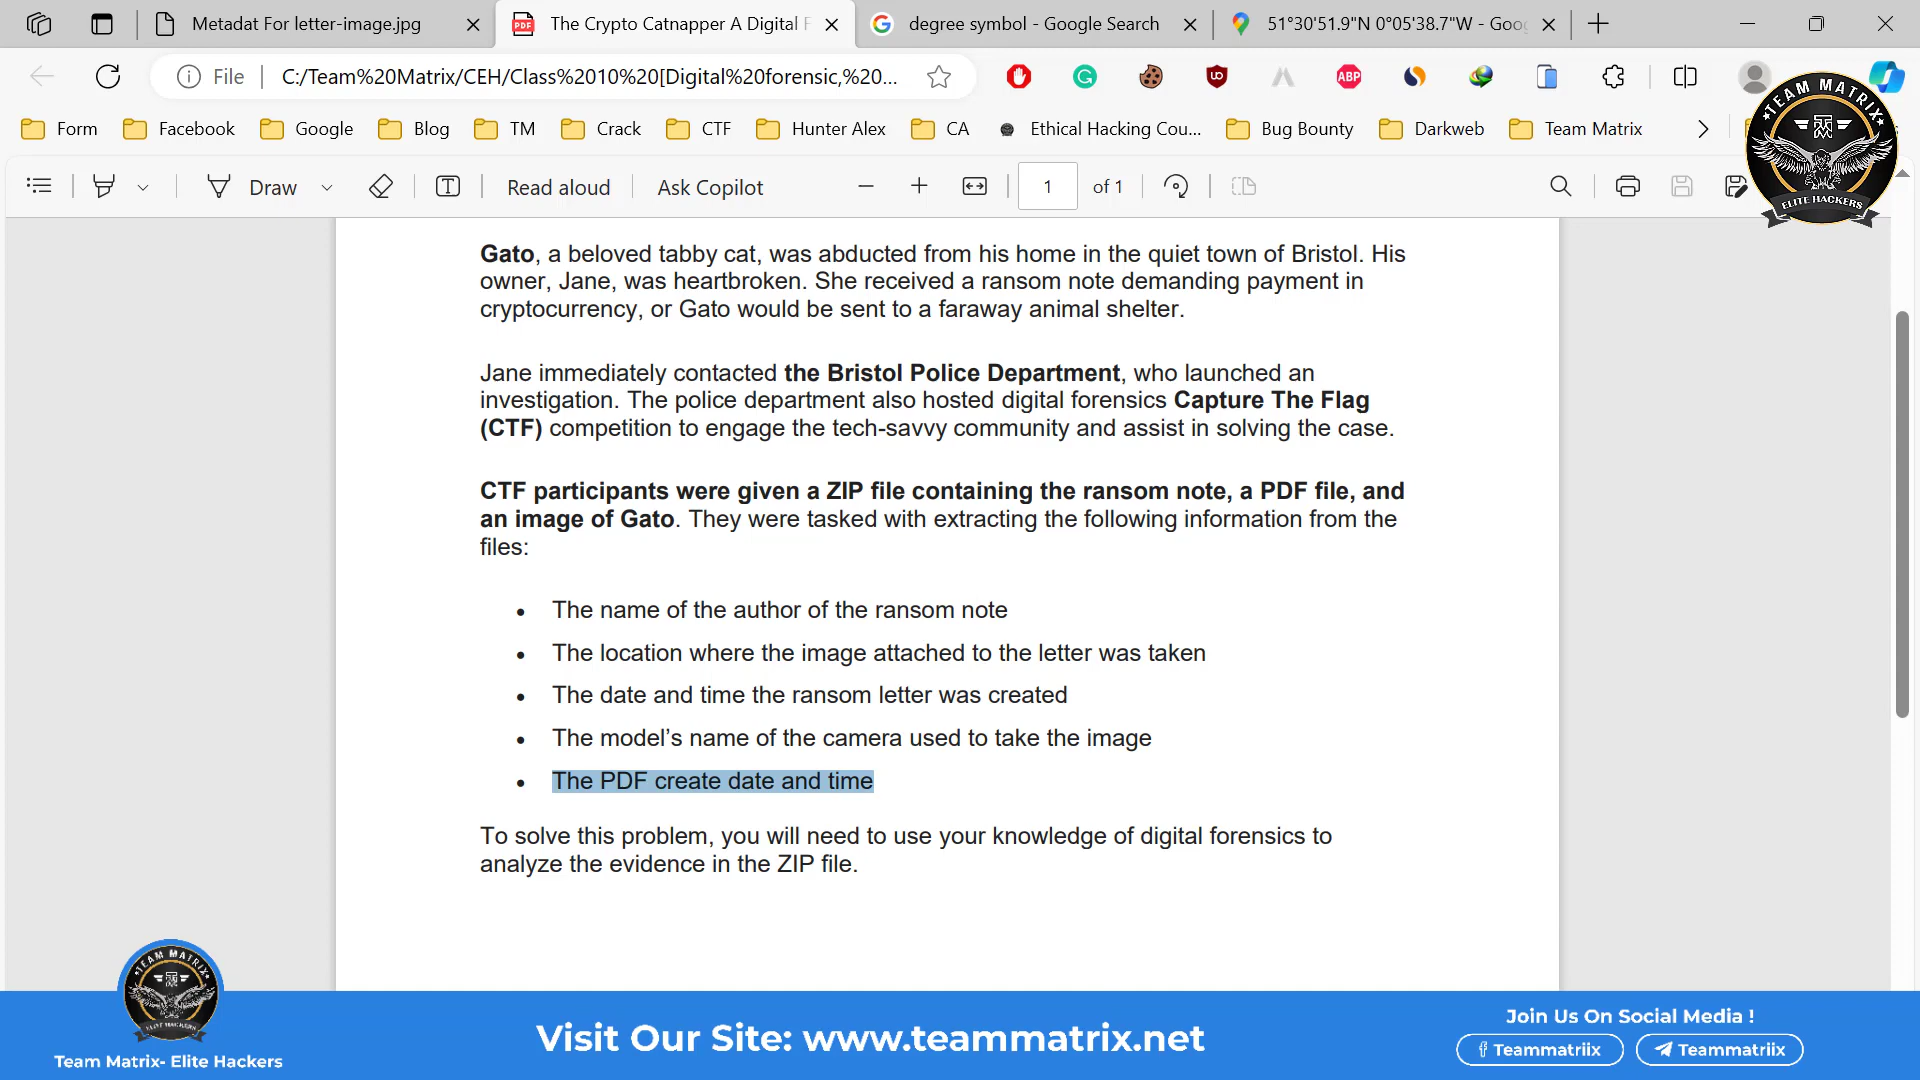 Metadat For letter-image.jpg
The Crypto Catnapper A Digital F
degree symbol - Google Search
51°30'51.9"N 0°05'38.7"W - Goo
File
C:/Team%20Matrix/CEH/Class%2010%20[Digital%20forensic,%20...
ABP
Form
Facebook
Google
Blog
TM
Crack
CTF
Hunter Alex
CA
Ethical Hacking Cou...
Bug Bounty
Darkweb
Team Matrix
TEAM MATRIX
ELITE HACKERS
Draw
Read aloud
Ask Copilot
1
of 1
Gato, a beloved tabby cat, was abducted from his home in the quiet town of Bristol. His
owner, Jane, was heartbroken. She received a ransom note demanding payment in
cryptocurrency, or Gato would be sent to a faraway animal shelter.
Jane immediately contacted the Bristol Police Department, who launched an
investigation. The police department also hosted digital forensics Capture The Flag
(CTF) competition to engage the tech-savvy community and assist in solving the case.
CTF participants were given a ZIP file containing the ransom note, a PDF file, and
an image of Gato. They were tasked with extracting the following information from the
files:
• The name of the author of the ransom note
• The location where the image attached to the letter was taken
• The date and time the ransom letter was created
• The model's name of the camera used to take the image
• The PDF create date and time
To solve this problem, you will need to use your knowledge of digital forensics to
analyze the evidence in the ZIP file.
TEAM MATRIX
ELITE HACKERS
Team Matrix- Elite Hackers
Visit Our Site: www.teammatrix.net
Join Us On Social Media !
Teammatriix
Teammatriix